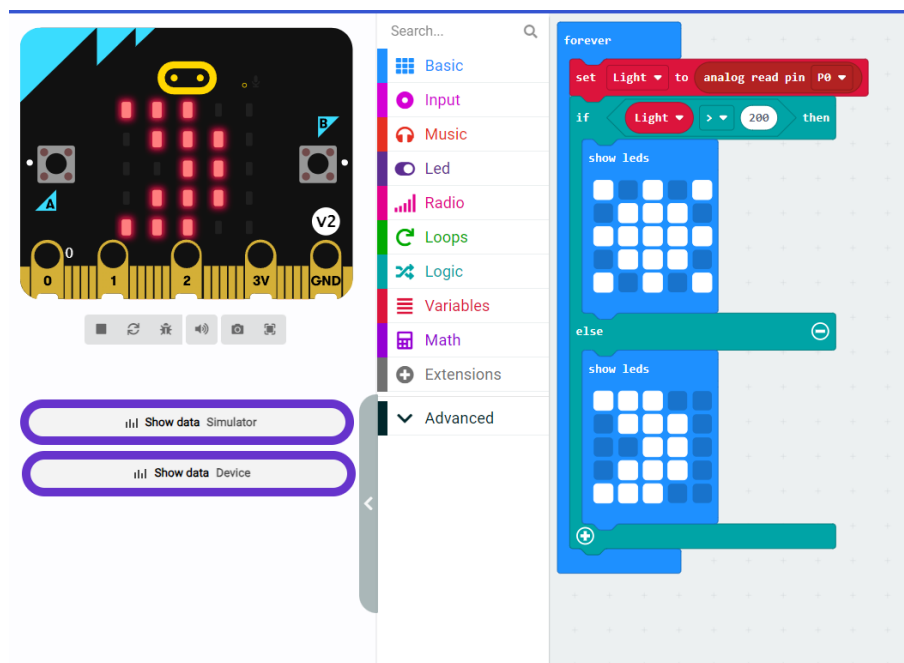 B
A
V2
0
0 1 2 3V GND
Show data Simulator
Show data Device
Search...
Basic
Input
Music
Led
Radio
Loops
Logic
Variables
Math
Extensions
Advanced
forever
set Light to analog read pin P0
if Light > 200 then
show leds
else
show leds